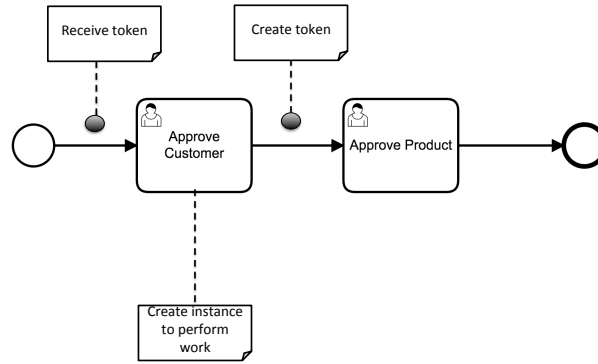 Receive token
Create token
Approve
Customer
Approve Product
Create instance
to perform
work